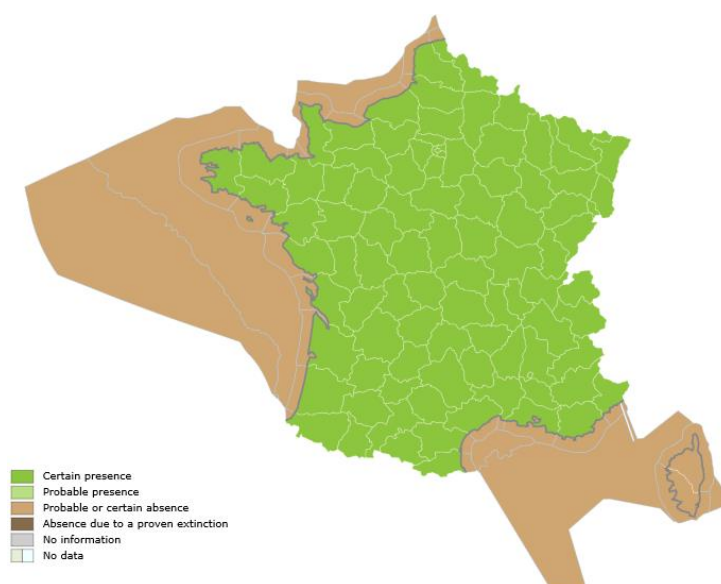 Certain presence
Probable presence
Probable or certain absence
Absence due to a proven extinction
No information
No data